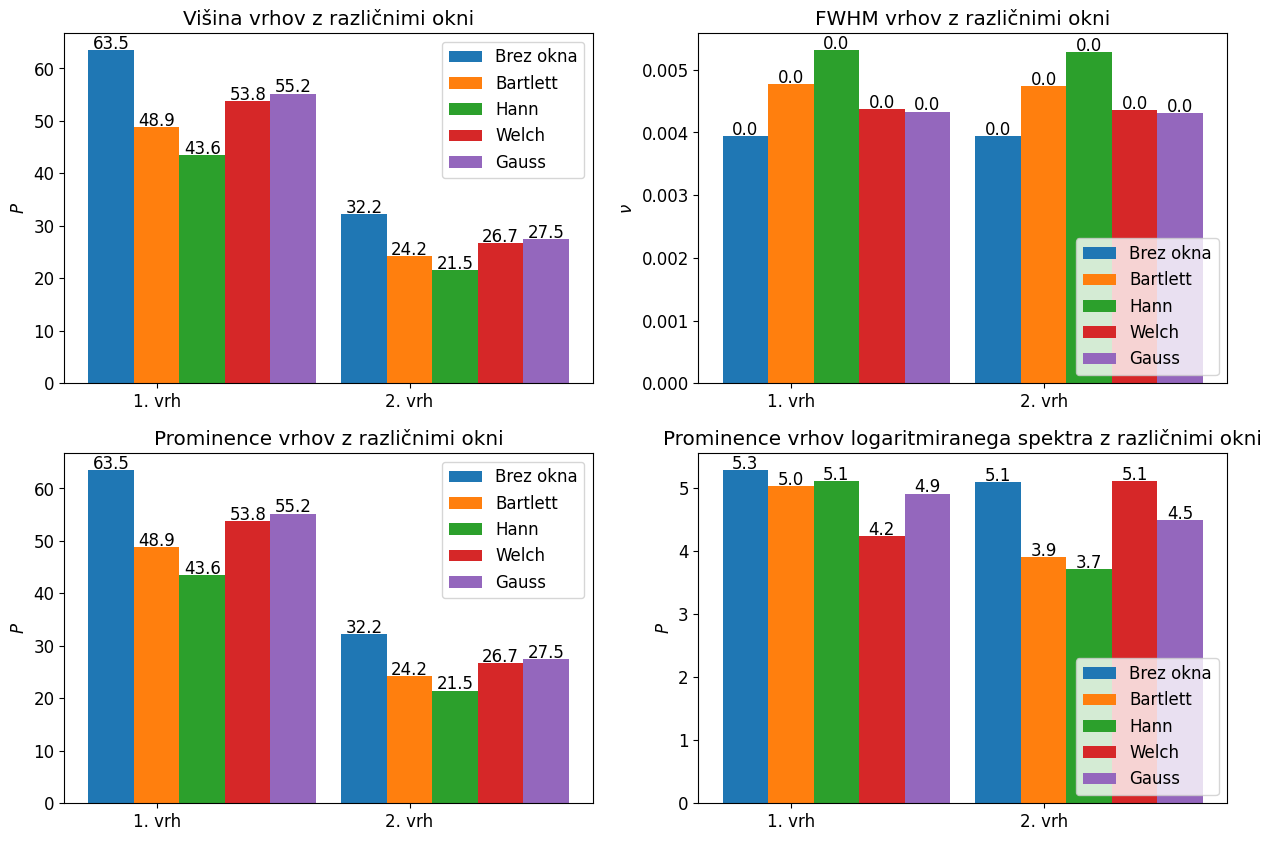 Višina vrhov z različnimi okni
63.5
48.9
43.6
53.8
55.2
32.2
24.2
21.5
26.7
27.5
Brez okna
Bartlett
Hann
Welch
Gauss
P
60
50
40
30
20
10
0
1. vrh
2. vrh
FWHM vrhov z različnimi okni
0.0
0.0
0.0
0.0
0.0
0.0
0.0
0.0
0.0
0.0
Brez okna
Bartlett
Hann
Welch
Gauss
ν
0.005
0.004
0.003
0.002
0.001
0.000
1. vrh
2. vrh
Prominence vrhov z različnimi okni
63.5
48.9
43.6
53.8
55.2
32.2
24.2
21.5
26.7
27.5
Brez okna
Bartlett
Hann
Welch
Gauss
P
60
50
40
30
20
10
0
1. vrh
2. vrh
Prominence vrhov logaritmiranega spektra z različnimi okni
5.3
5.0
5.1
4.2
4.9
5.1
3.9
3.7
5.1
4.5
Brez okna
Bartlett
Hann
Welch
Gauss
P
5
4
3
2
1
0
1. vrh
2. vrh